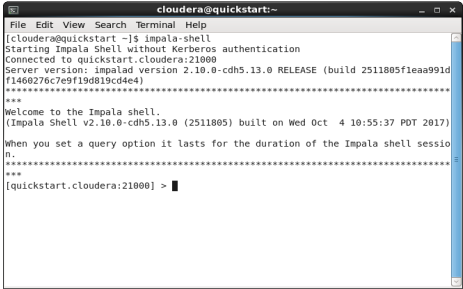 cloudera@quickstart:~
File Edit View Search Terminal Help
[cloudera@quickstart ~]$ impala-shell
Starting Impala Shell without Kerberos authentication
Connected to quickstart.cloudera:21000
Server version: impalad version 2.10.0-cdh5.13.0 RELEASE (build 2511805f1eaa991d
f1460276c7e9f19d819cd4e4)
********************************************************************************
***
Welcome to the Impala shell.
(Impala Shell v2.10.0-cdh5.13.0 (2511805) built on Wed Oct  4 10:55:37 PDT 2017)
When you set a query option it lasts for the duration of the Impala shell sessio
n.
********************************************************************************
***
[quickstart.cloudera:21000] >